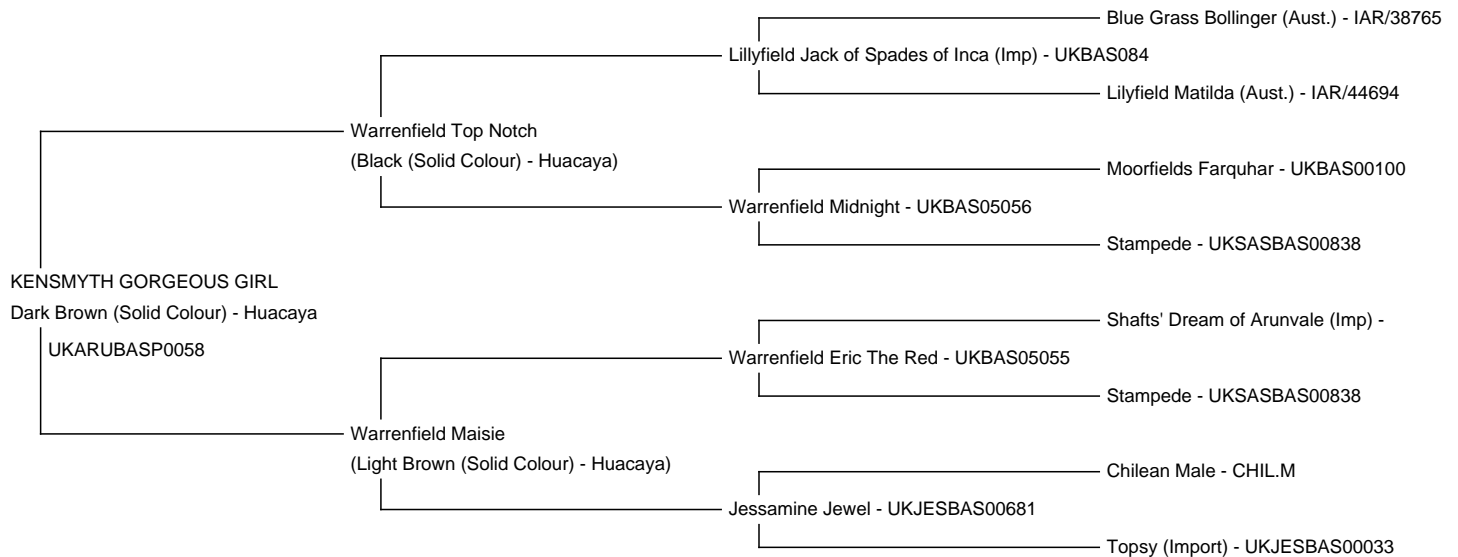 Blue Grass Bollinger (Aust.) - IAR/38765
Lillyfield Jack of Spades of Inca (Imp) - UKBAS084
Lilyfield Matilda (Aust.) - IAR/44694
Warrenfield Top Notch
(Black (Solid Colour) - Huacaya)
Moorfields Farquhar - UKBAS00100
Warrenfield Midnight - UKBAS05056
Stampede - UKSASBAS00838
KENSMYTH GORGEOUS GIRL
Dark Brown (Solid Colour) - Huacaya
UKARUBASP0058
Shafts' Dream of Arunvale (Imp) -
Warrenfield Eric The Red - UKBAS05055
Stampede - UKSASBAS00838
Warrenfield Maisie
(Light Brown (Solid Colour) - Huacaya)
Chilean Male - CHIL.M
Jessamine Jewel - UKJESBAS00681
Topsy (Import) - UKJESBAS00033